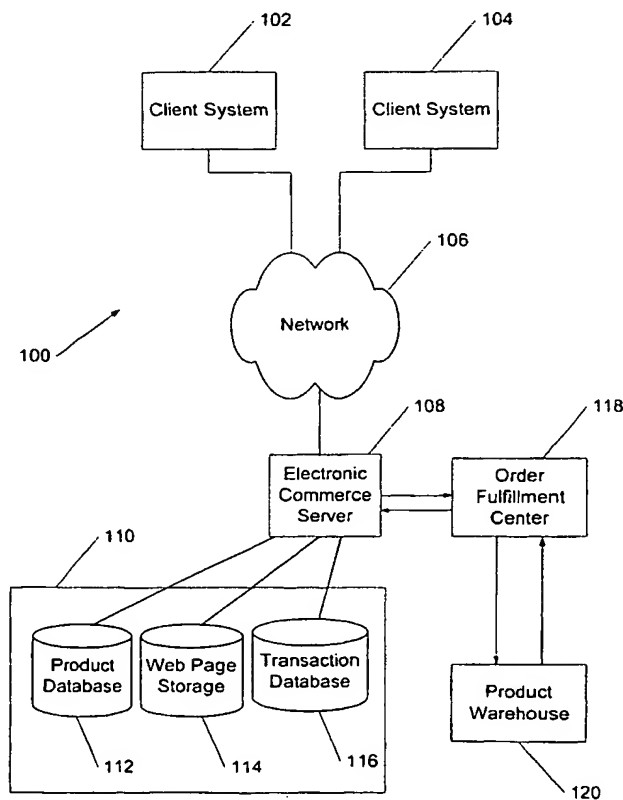 102
104
Client System
Client System
106
Network
100
108
118
Electronic
Commerce
Server
Order
Fulfillment
Center
110
Product
Database
Web Page
Storage
Transaction
Database
Product
Warehouse
112
114
116
120